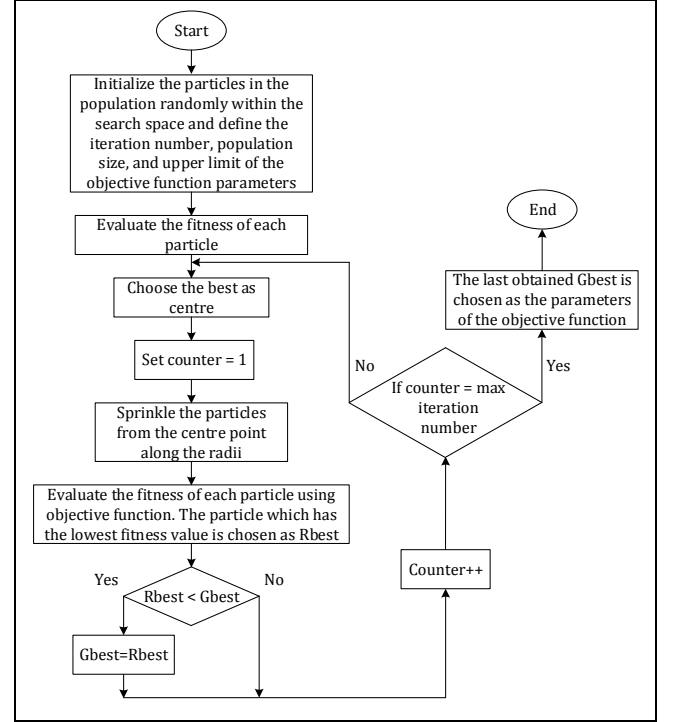 Start
Initialize the particles in the
population randomly within the
search space and define the
iteration number, population
size, and upper limit of the
objective function parameters
Evaluate the fitness of each
particle
Choose the best as
centre
Set counter = 1
Sprinkle the particles
from the centre point
along the radii
Evaluate the fitness of each particle using
objective function. The particle which has
the lowest fitness value is chosen as Rbest
Yes
No
Rbest < Gbest
Gbest=Rbest
Counter++
If counter = max
iteration
number
No
Yes
The last obtained Gbest is
chosen as the parameters
of the objective function
End